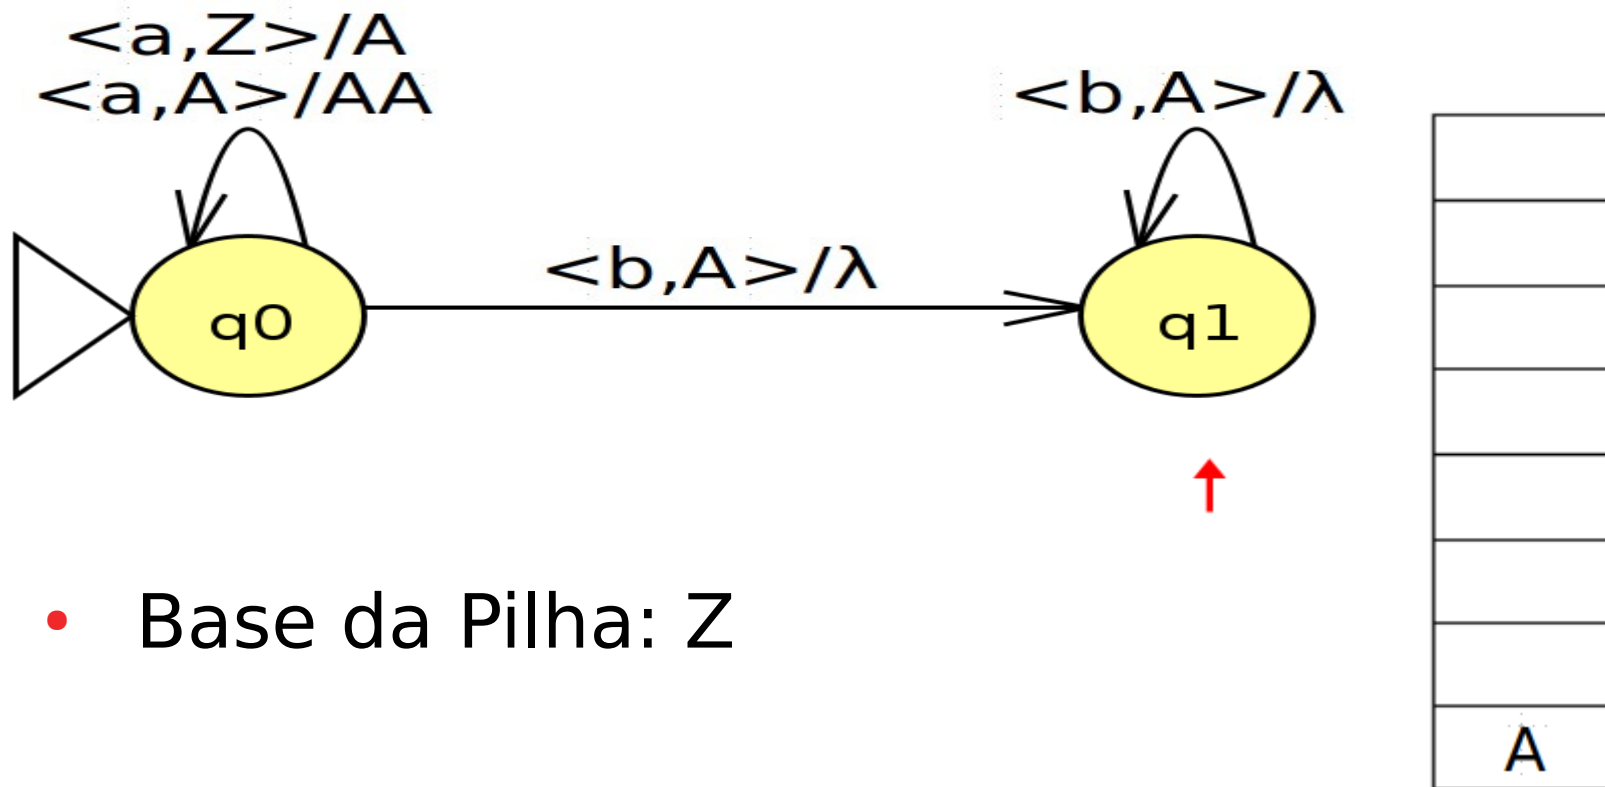 <a,Z>/A
<a,A>/AA
<b,A>/λ
<b,A>/λ
q0
q1
Base da Pilha: Z
A